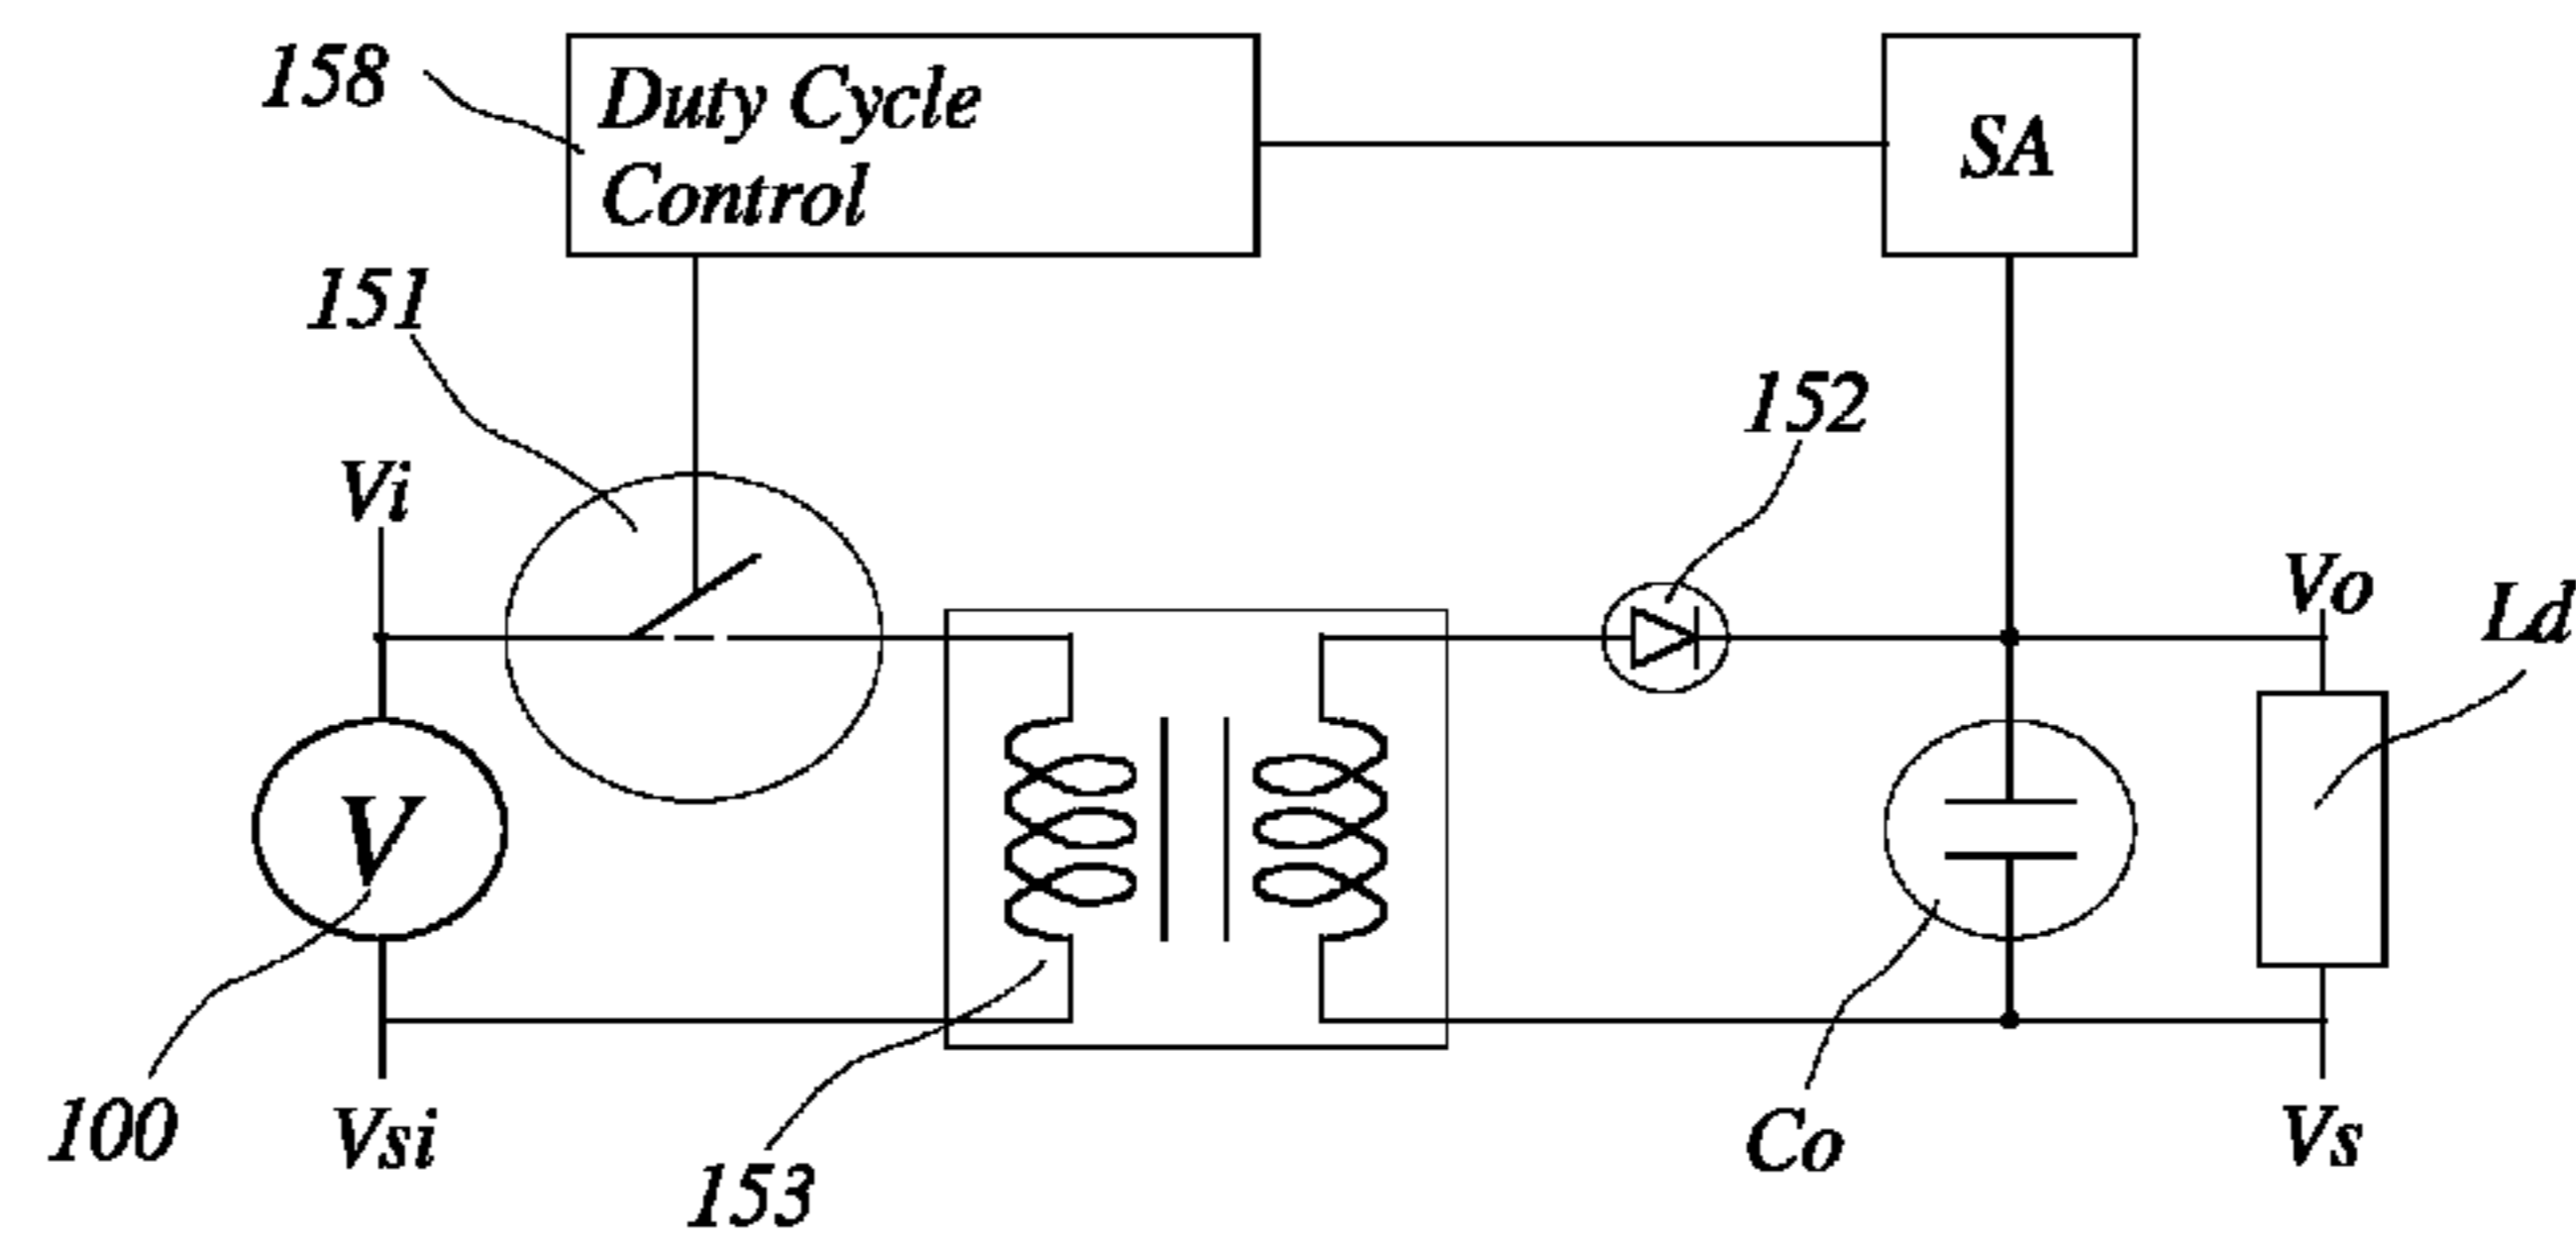 158
Duty Cycle
Control
SA
151
152
Vi
Vo
Ld
V
100
Vsi
153
Co
Vs